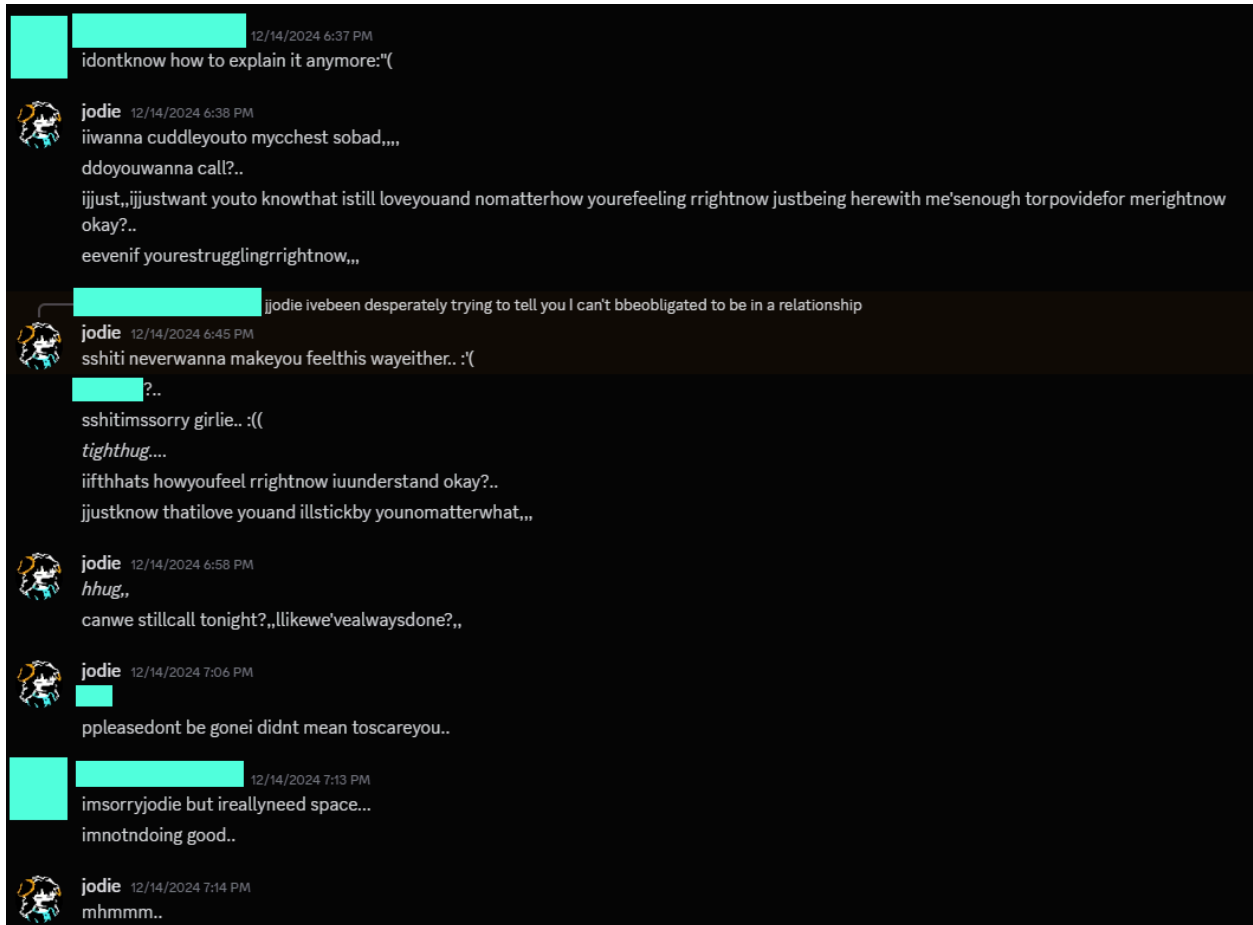 12/14/2024 6:37 PM
idontknow how to explain it anymore:"(
jodie 12/14/2024 6:38 PM
iiwanna cuddleyouto mycchest sobad,,,,
ddoyouwanna call?..
ijjust,,ijjustwant youto knowthat istill loveyouand nomatterhow yourefeeling rrightnow justbeing herewith me'senough torpovidefor merightnow
okay?..
eevenif yourestrugglingrrightnow,,,
jjodie ivebeen desperately trying to tell you I can't bbeobligated to be in a relationship
jodie 12/14/2024 6:45 PM
sshiti neverwanna makeyou feelthis wayeither.. :'(
?..
sshitimssorry girlie.. :((
tighthug....
iifthhats howyoufeel rrightnow iuunderstand okay?..
jjustknow thatilove youand illstickby younomatterwhat,,,
jodie 12/14/2024 6:58 PM
hhug,,
canwe stillcall tonight?,,llikewe'vealwaysdone?,,
jodie 12/14/2024 7:06 PM
ppleasedont be gonei didnt mean toscareyou..
12/14/2024 7:13 PM
imsorryjodie but ireallyneed space...
imnotndoing good..
jodie 12/14/2024 7:14 PM
mhmmm..